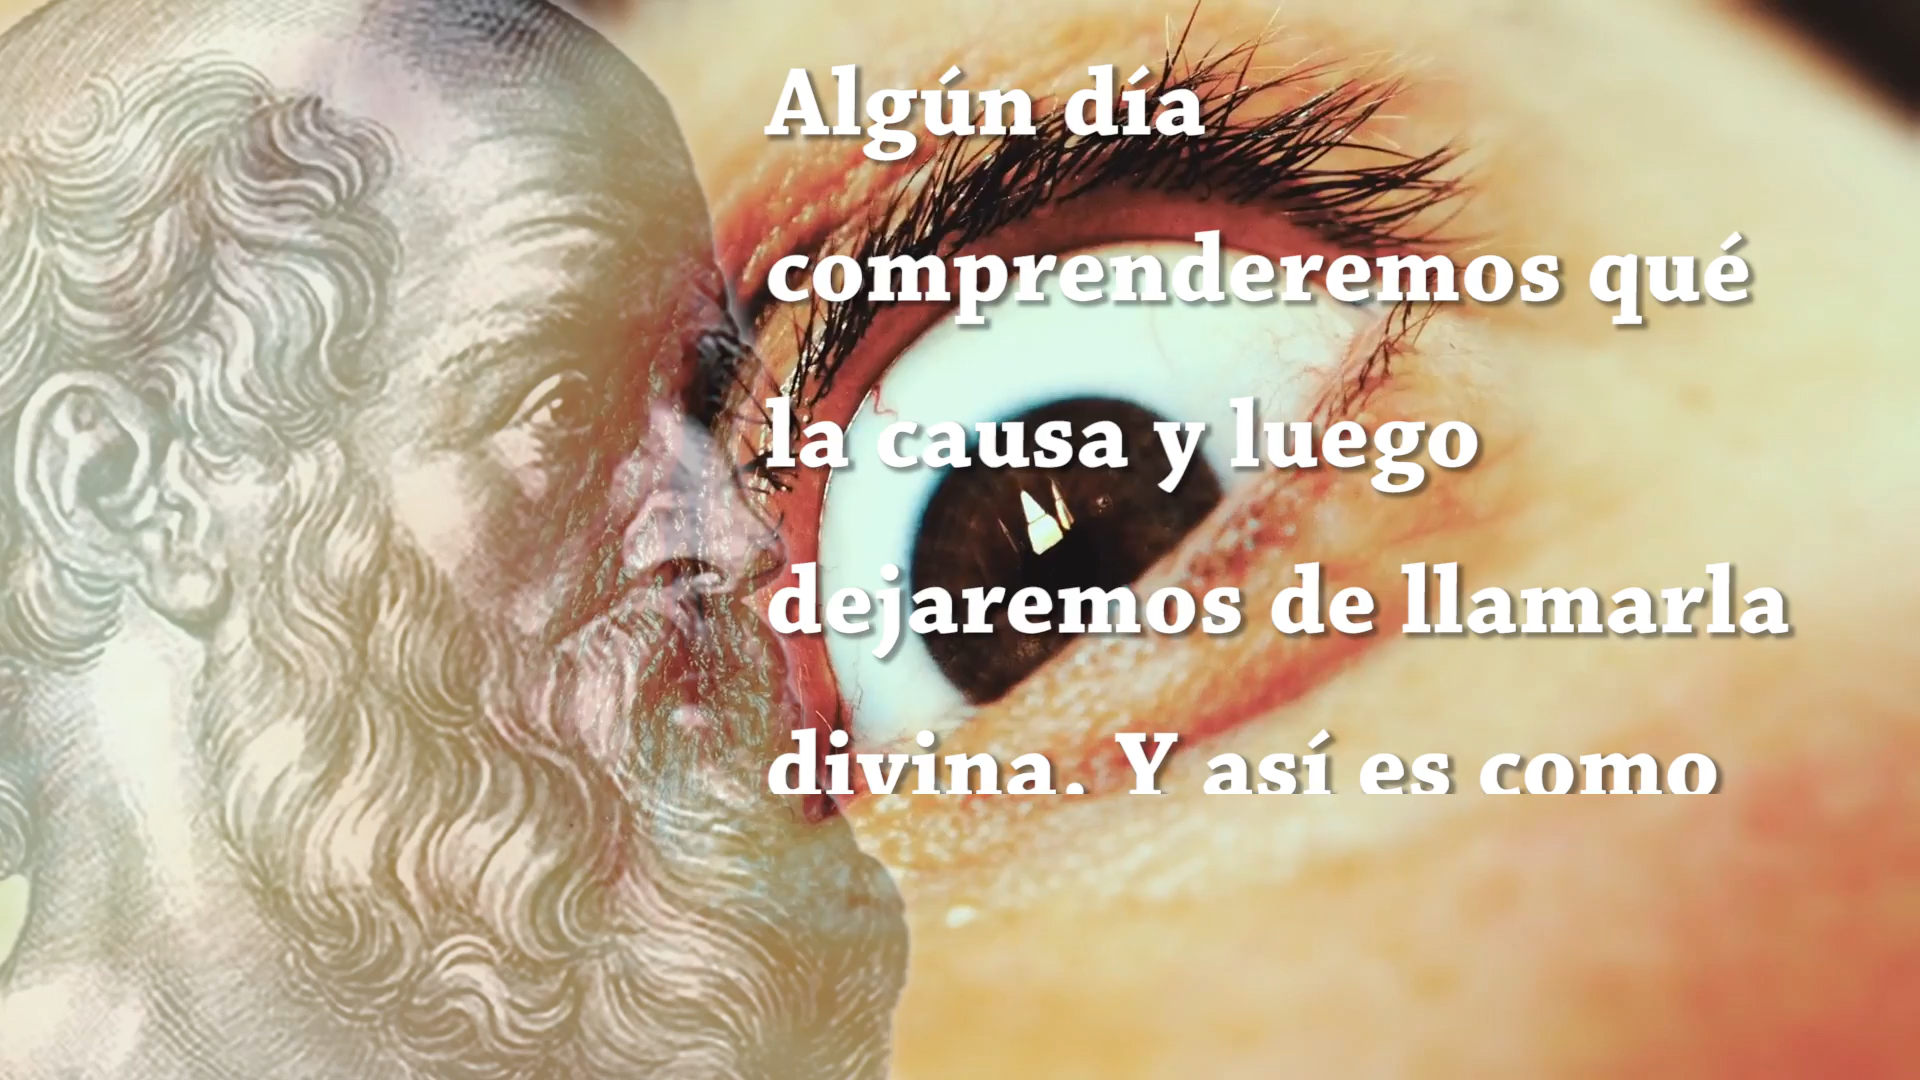 Algún día
comprenderemos qué
la causa y luego
dejaremos de llamarla
divina. Y así es como